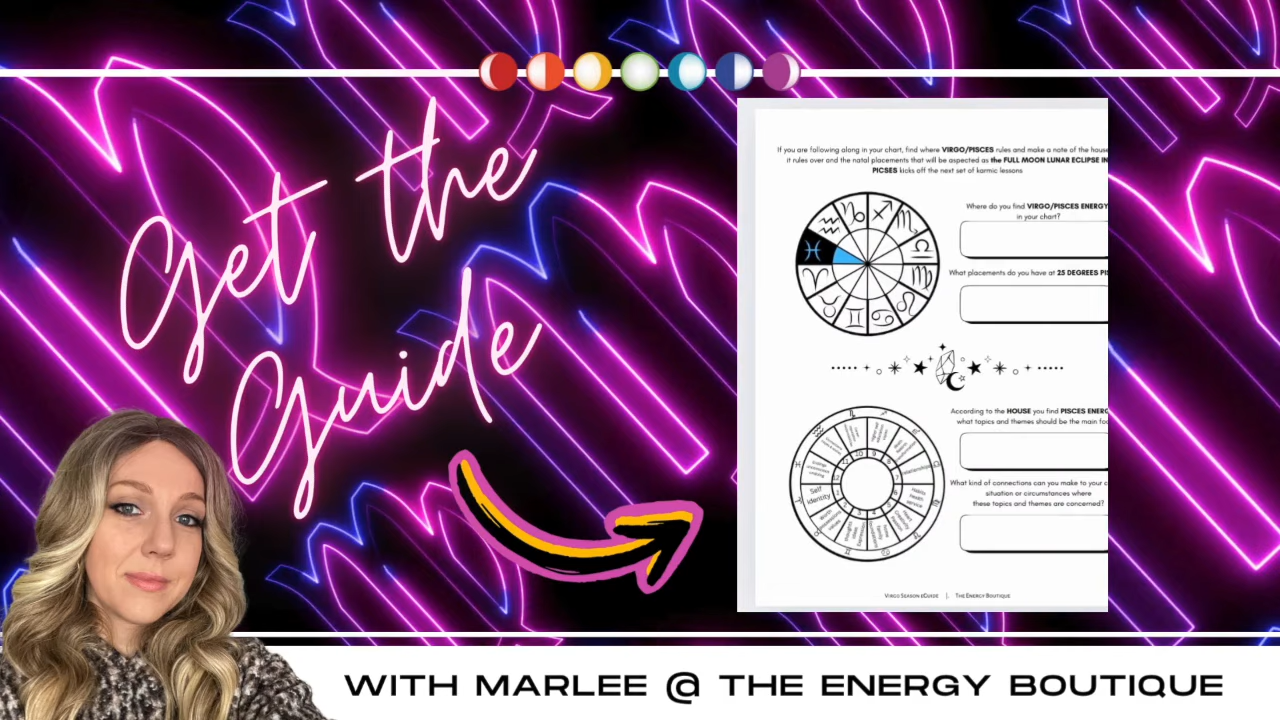 Get the
Guide
If you are following along in your chart, find where VIRGO/PISCES rules and make a note of the house
it rules over and the natal placements that will be aspected as the FULL MOON LUNAR ECLIPSE IN
PICSES kicks off the next set of karmic lessons
Where do you find VIRGO/PISCES ENERGY
in your chart?
What placements do you have at 25 DEGREES
According to the HOUSE you find PISCES
what topics and themes should be the main
What kind of connections can you make to your
situation or circumstances where
these topics and themes are concerned?
Self
Identity
Habits
health
service
VIRGO SEASON EGUIDE | THE ENERGY BOUTIQUE
WITH MARLEE @ THE ENERGY BOUTIQUE